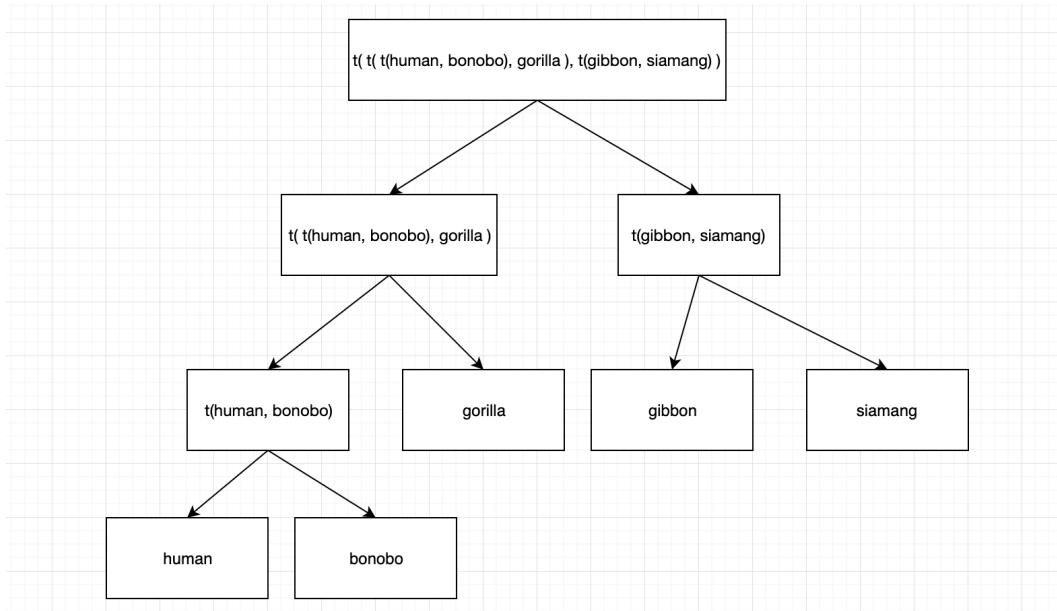 t( t( t(human, bonobo), gorilla ), t(gibbon, siamang) )
t( t(human, bonobo), gorilla )
t(gibbon, siamang)
t(human, bonobo)
gorilla
gibbon
siamang
human
bonobo